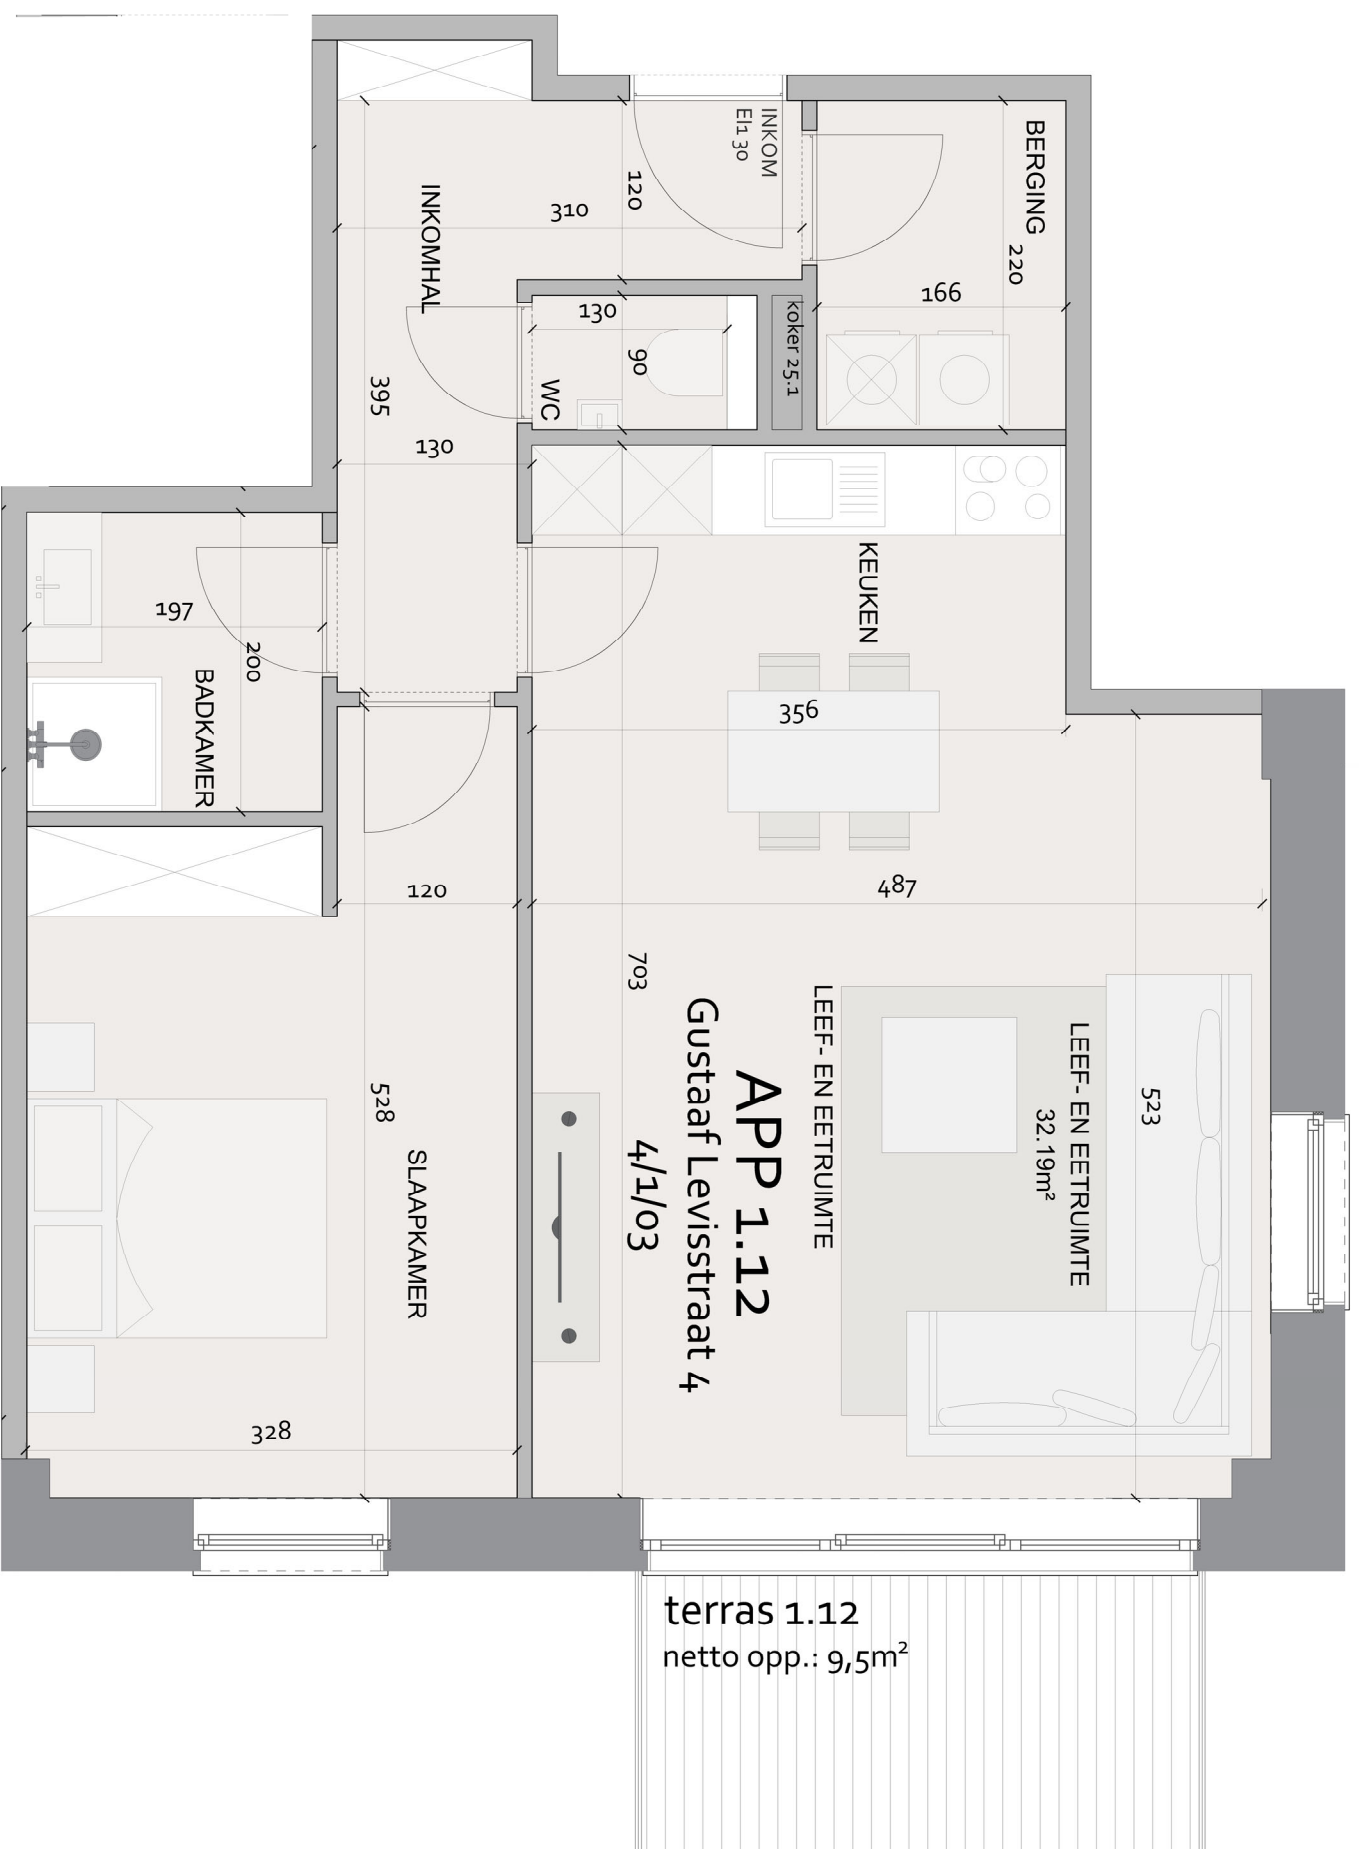 INKOM
EI1 30
BERGING
220
166
120
310
INKOMHAL
130
90
WC
koker 25.1
395
130
KEUKEN
197
200
BADKAMER
356
120
487
703
LEEF- EN EETRUIMTE
LEEF- EN EETRUIMTE
32.19m²
523
APP 1.12
Gustaaf Levisstraat 4
4/1/03
528
SLAAPKAMER
328
terras 1.12
netto opp.: 9,5m²